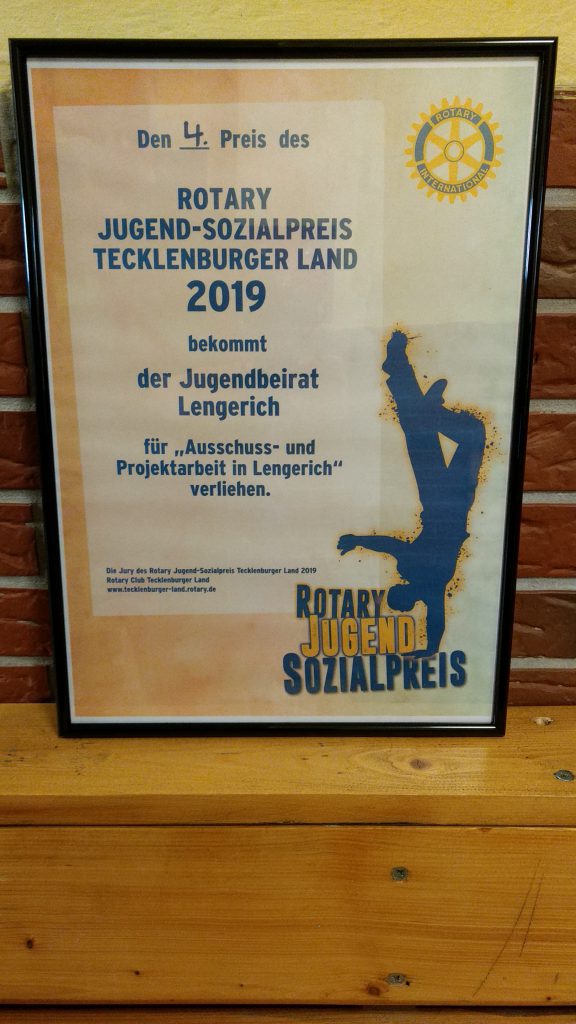 Den 4. Preis des
ROTARY
INTERNATIONAL
ROTARY
JUGEND-SOZIALPREIS
TECKLENBURGER LAND
2019
bekommt
der Jugendbeirat
Lengerich
für „Ausschuss- und
Projektarbeit in Lengerich“
verliehen.
Die Jury des Rotary Jugend-Sozialpreis Tecklenburger Land 2019
Rotary Club Tecklenburger Land
www.tecklenburger-land.rotary.de
ROTARY
JUGEND
SOZIALPREIS